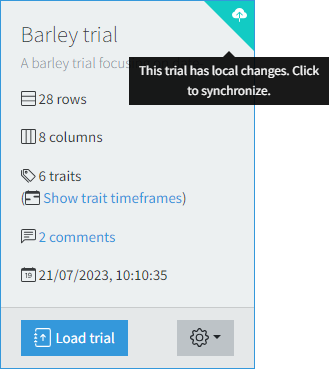 Barley trial
A barley trial focus
This trial has local changes. Click
to synchronize.
28 rows
8 columns
6 traits
(Show trait timeframes)
2 comments
19 21/07/2023, 10:10:35
Load trial